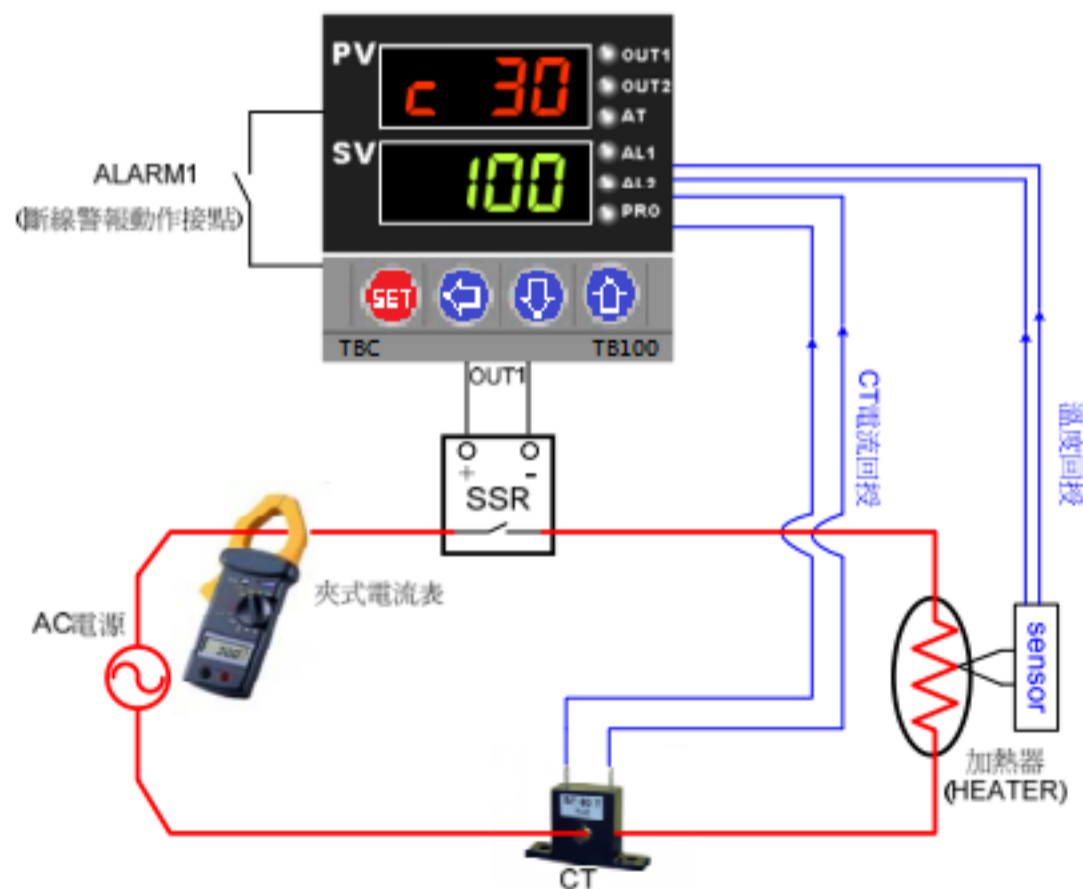 PV
c 30
OUT1
OUT2
AT
SV
100
AL1
AL2
PRO
SET
TBC
TB100
ALARM1
(斷線警報動作接點)
OUT1
+ -
SSR
CT電流回授
溫度回授
夾式電流表
AC電源
sensor
加熱器
(HEATER)
CT